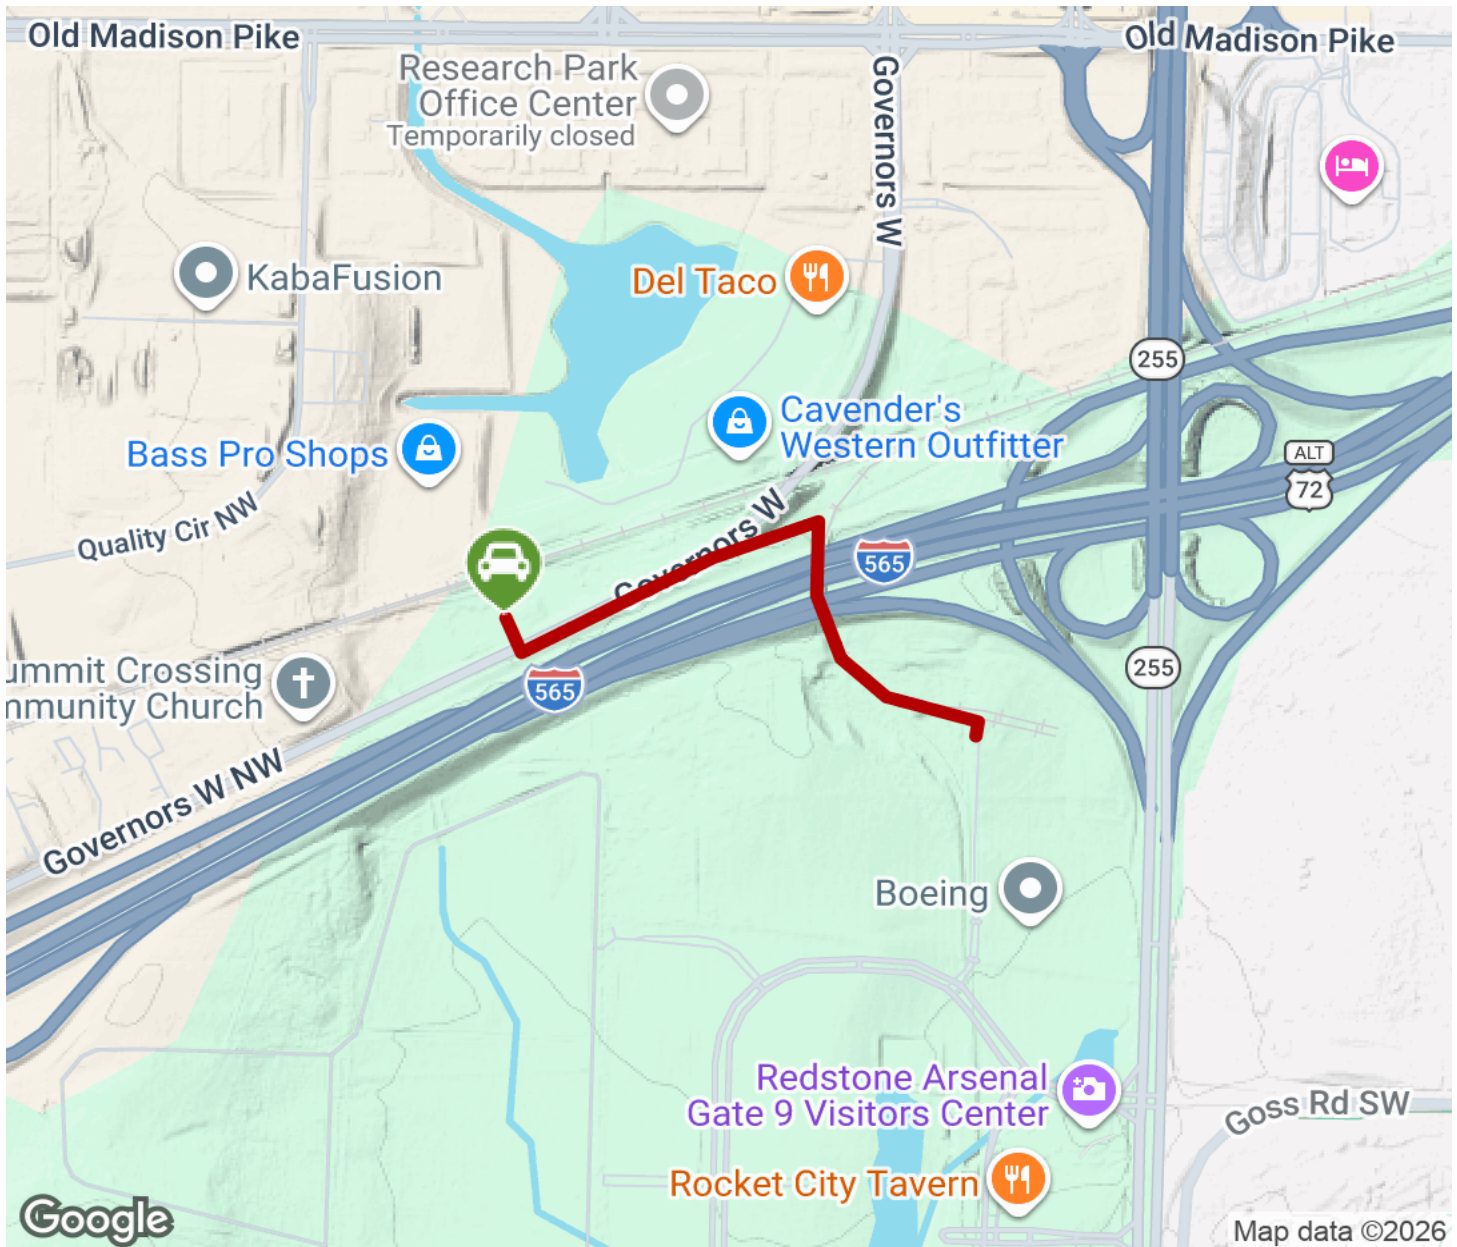 Old Madison Pike
Old Madison Pike
Research Park
Office Center
Temporarily closed
Governors W
KabaFusion
Del Taco
255
Cavender's
Western Outfitter
Bass Pro Shops
ALT
72
Quality Cir NW
Governors W
565
565
255
ummit Crossing
mmunity Church
Governors W NW
Boeing
Redstone Arsenal
Gate 9 Visitors Center
Goss Rd SW
Rocket City Tavern
Google
Map data ©2026